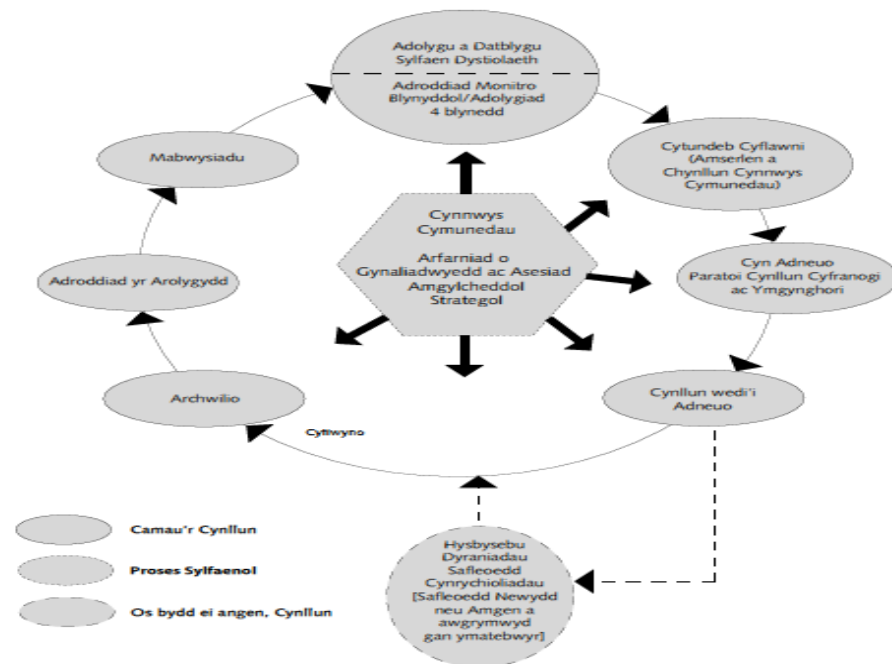 Adolygu a Datblygu
Sylfaen Dystiolaeth
Adroddiad Monitro
Blynyddol/Adolygiad
4 blynedd
Cytundeb Cyflawni
(Amserlen a
Chynllun Cynnwys
Cymunedau)
Cyn Adneuo
Paratoi Cynllun Cyfranogi
ac Ymgynghori
Cynllun wedi'i
Adneuo
Hysbysebu
Dyraniadau
Safleoedd
Cynrychioliadau
[Safleoedd Newydd
neu Amgen a
awgrymwyd
gan ymatebwyr]
Cyflwyno
Archwilio
Adroddiad yr Arolygydd
Mabwysiadu
Cynnwys
Cymunedau
Arfarniad o
Gynaliadwyedd ac Asesiad
Amgylcheddol
Strategol
Camau'r Cynllun
Proses Sylfaenol
Os bydd ei angen, Cynllun